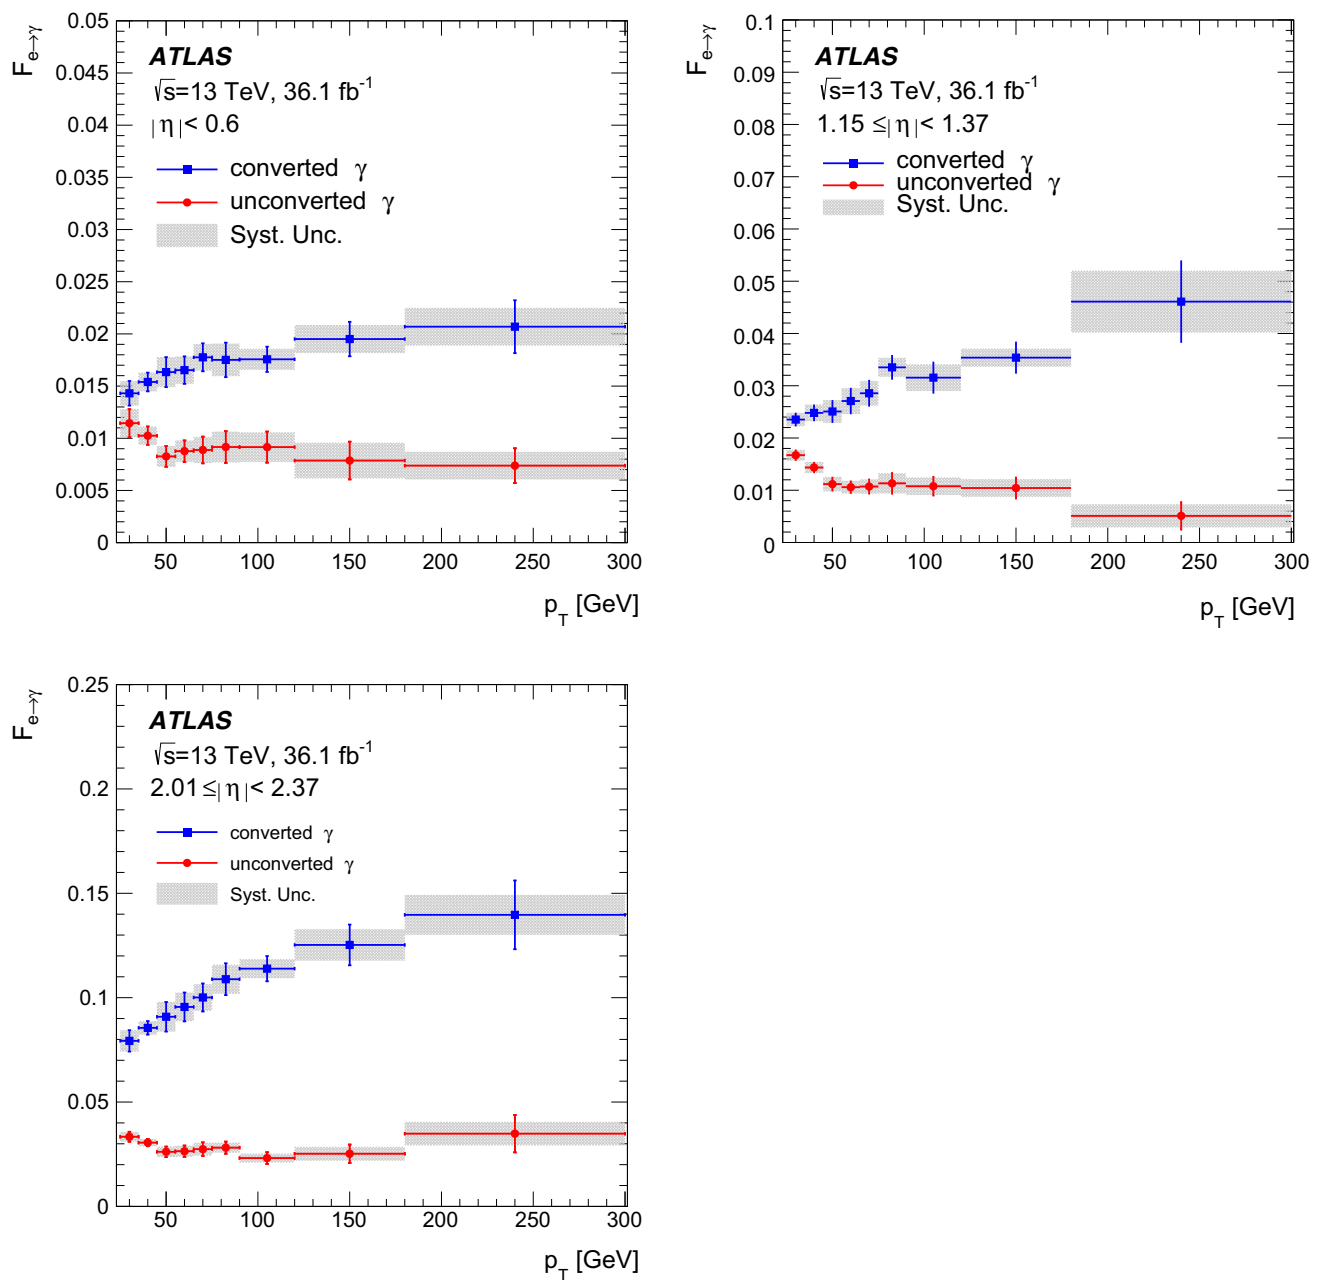 F e→γ
0.05
0.045
0.04
0.035
0.03
0.025
0.02
0.015
0.01
0.005
0
ATLAS
√s=13 TeV, 36.1 fb-1
|η|< 0.6
converted γ
unconverted γ
Syst. Unc.
50 100 150 200 250 300
pT [GeV]
F e→γ
0.1
0.09
0.08
0.07
0.06
0.05
0.04
0.03
0.02
0.01
0
ATLAS
√s=13 TeV, 36.1 fb-1
1.15 ≤|η|< 1.37
converted γ
unconverted γ
Syst. Unc.
50 100 150 200 250 300
pT [GeV]
F e→γ
0.25
0.2
0.15
0.1
0.05
0
ATLAS
√s=13 TeV, 36.1 fb-1
2.01 ≤|η|< 2.37
converted γ
unconverted γ
Syst. Unc.
50 100 150 200 250 300
pT [GeV]